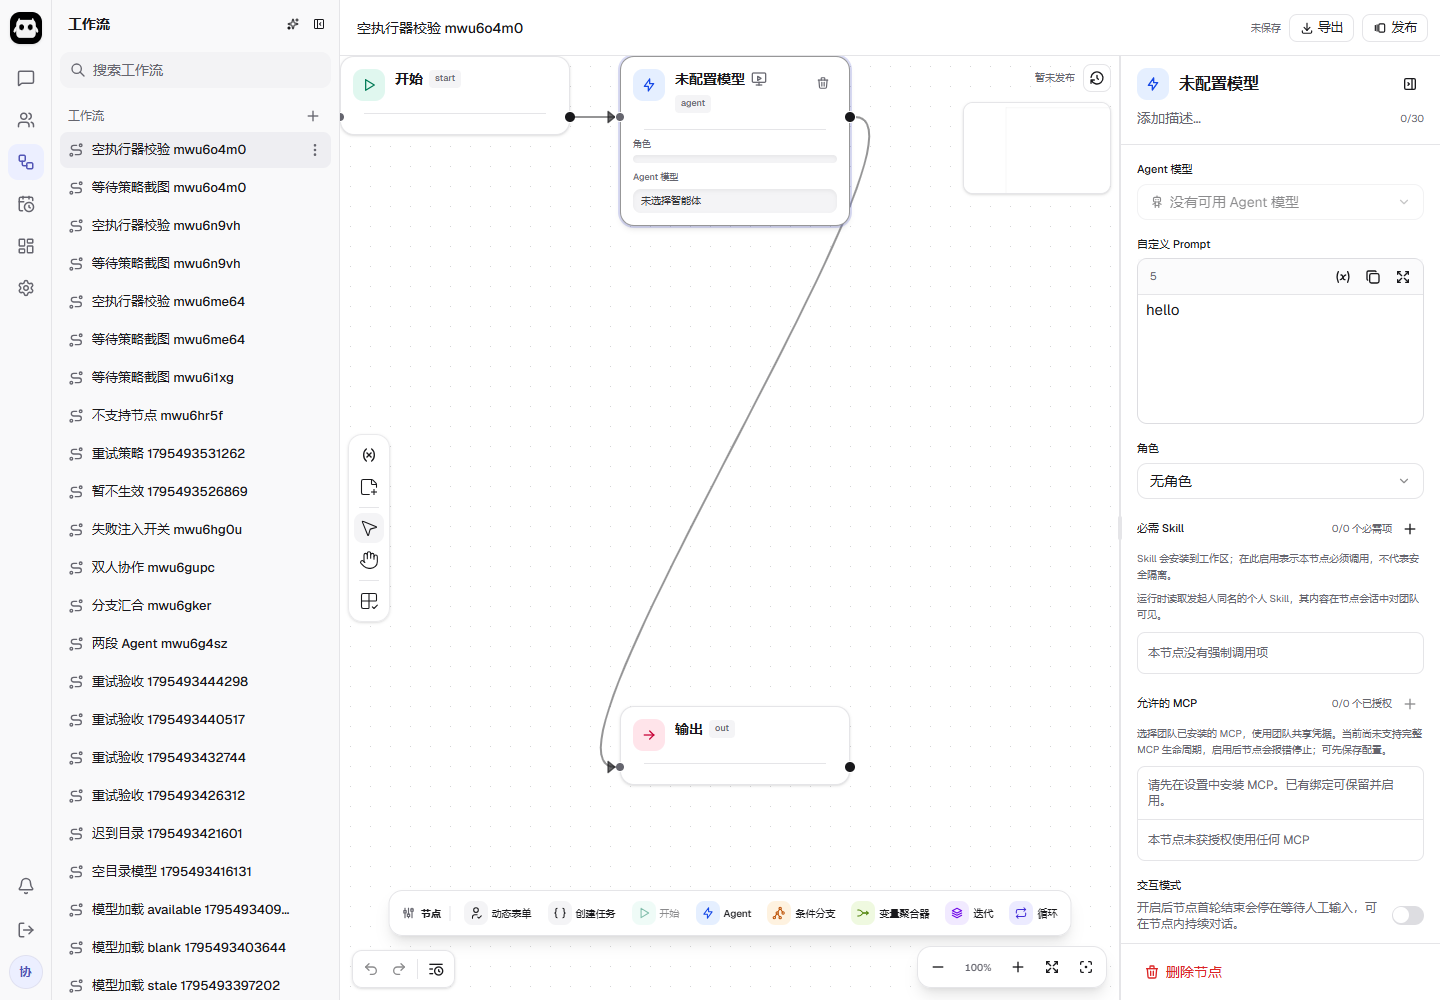 工作流
搜索工作流
工作流
空执行器校验 mwu6o4m0
等待策略截图 mwu6o4m0
空执行器校验 mwu6n9vh
等待策略截图 mwu6n9vh
空执行器校验 mwu6me64
等待策略截图 mwu6me64
等待策略截图 mwu6i1xg
不支持节点 mwu6hr5f
重试策略 1795493531262
暂不生效 1795493526869
失败注入开关 mwu6hg0u
双人协作 mwu6gupc
分支汇合 mwu6gker
两段 Agent mwu6g4sz
重试验收 1795493444298
重试验收 1795493440517
重试验收 1795493432744
重试验收 1795493426312
迟到目录 1795493421601
空目录模型 1795493416131
模型加载 available 1795493409...
模型加载 blank 1795493403644
模型加载 stale 1795493397202
协
空执行器校验 mwu6o4m0
未保存
导出
发布
开始 start
未配置模型
agent
角色
Agent 模型
未选择智能体
暂未发布
输出 out
节点 动态表单 创建任务 开始 Agent 条件分支 变量聚合器 迭代 循环
100%
未配置模型
添加描述...
0/30
Agent 模型
没有可用 Agent 模型
自定义 Prompt
5
hello
角色
无角色
必需 Skill
0/0 个必需项
Skill 会安装到工作区；在此启用表示本节点必须调用，不代表安
全隔离。
运行时读取发起人同名的个人 Skill，其内容在节点会话中对团队
可见。
本节点没有强制调用项
允许的 MCP
0/0 个已授权
选择团队已安装的 MCP，使用团队共享凭据。当前尚未支持完整
MCP 生命周期，启用后节点会报错停止；可先保存配置。
请先在设置中安装 MCP。已有绑定可保留并启
用。
本节点未获授权使用任何 MCP
交互模式
开启后节点首轮结束会停在等待人工输入，可
在节点内持续对话。
删除节点